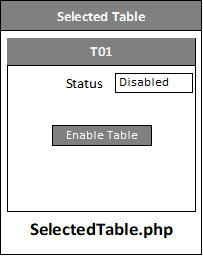 Selected Table
T01
Status Disabled
Enable Table
SelectedTable.php